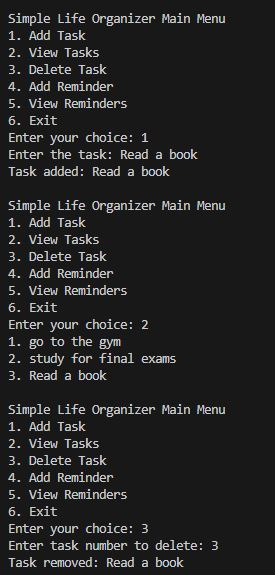 Simple Life Organizer Main Menu
1. Add Task
2. View Tasks
3. Delete Task
4. Add Reminder
5. View Reminders
6. Exit
Enter your choice: 1
Enter the task: Read a book
Task added: Read a book

Simple Life Organizer Main Menu
1. Add Task
2. View Tasks
3. Delete Task
4. Add Reminder
5. View Reminders
6. Exit
Enter your choice: 2
1. go to the gym
2. study for final exams
3. Read a book

Simple Life Organizer Main Menu
1. Add Task
2. View Tasks
3. Delete Task
4. Add Reminder
5. View Reminders
6. Exit
Enter your choice: 3
Enter task number to delete: 3
Task removed: Read a book